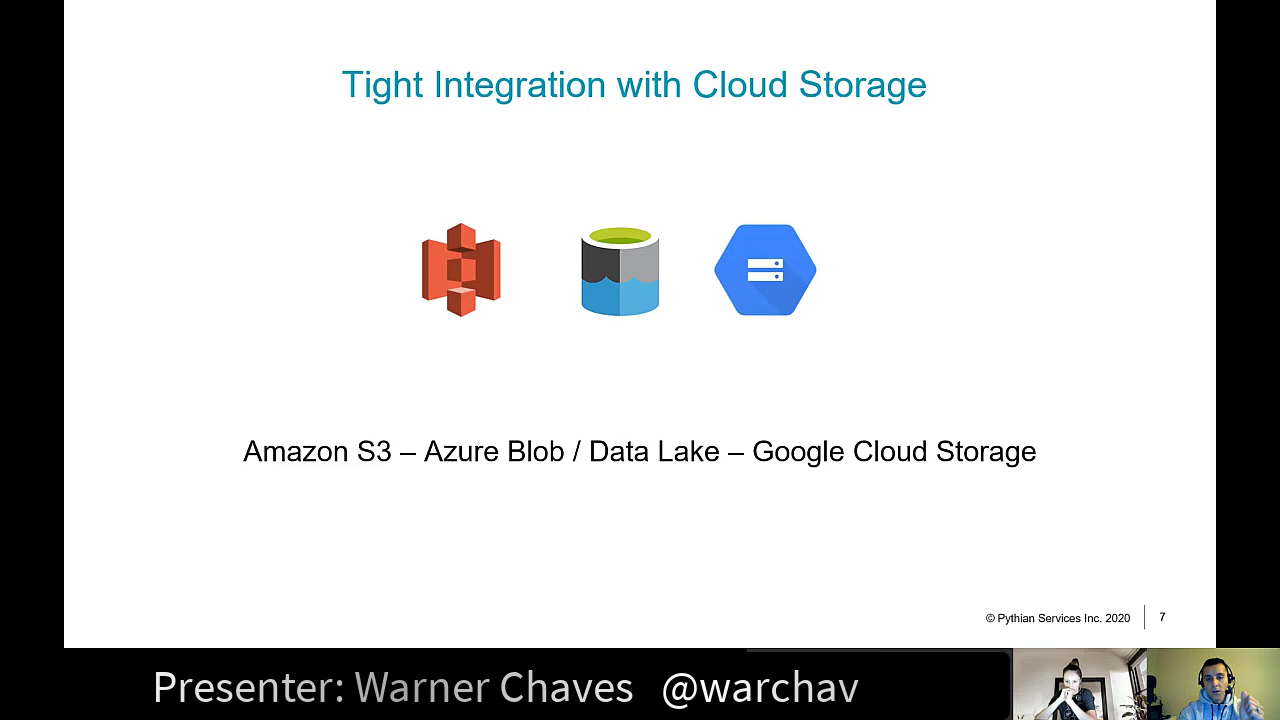 Tight Integration with Cloud Storage
Amazon S3 – Azure Blob / Data Lake – Google Cloud Storage
© Pythian Services Inc. 2020
7
Presenter: Warner Chaves @warchav